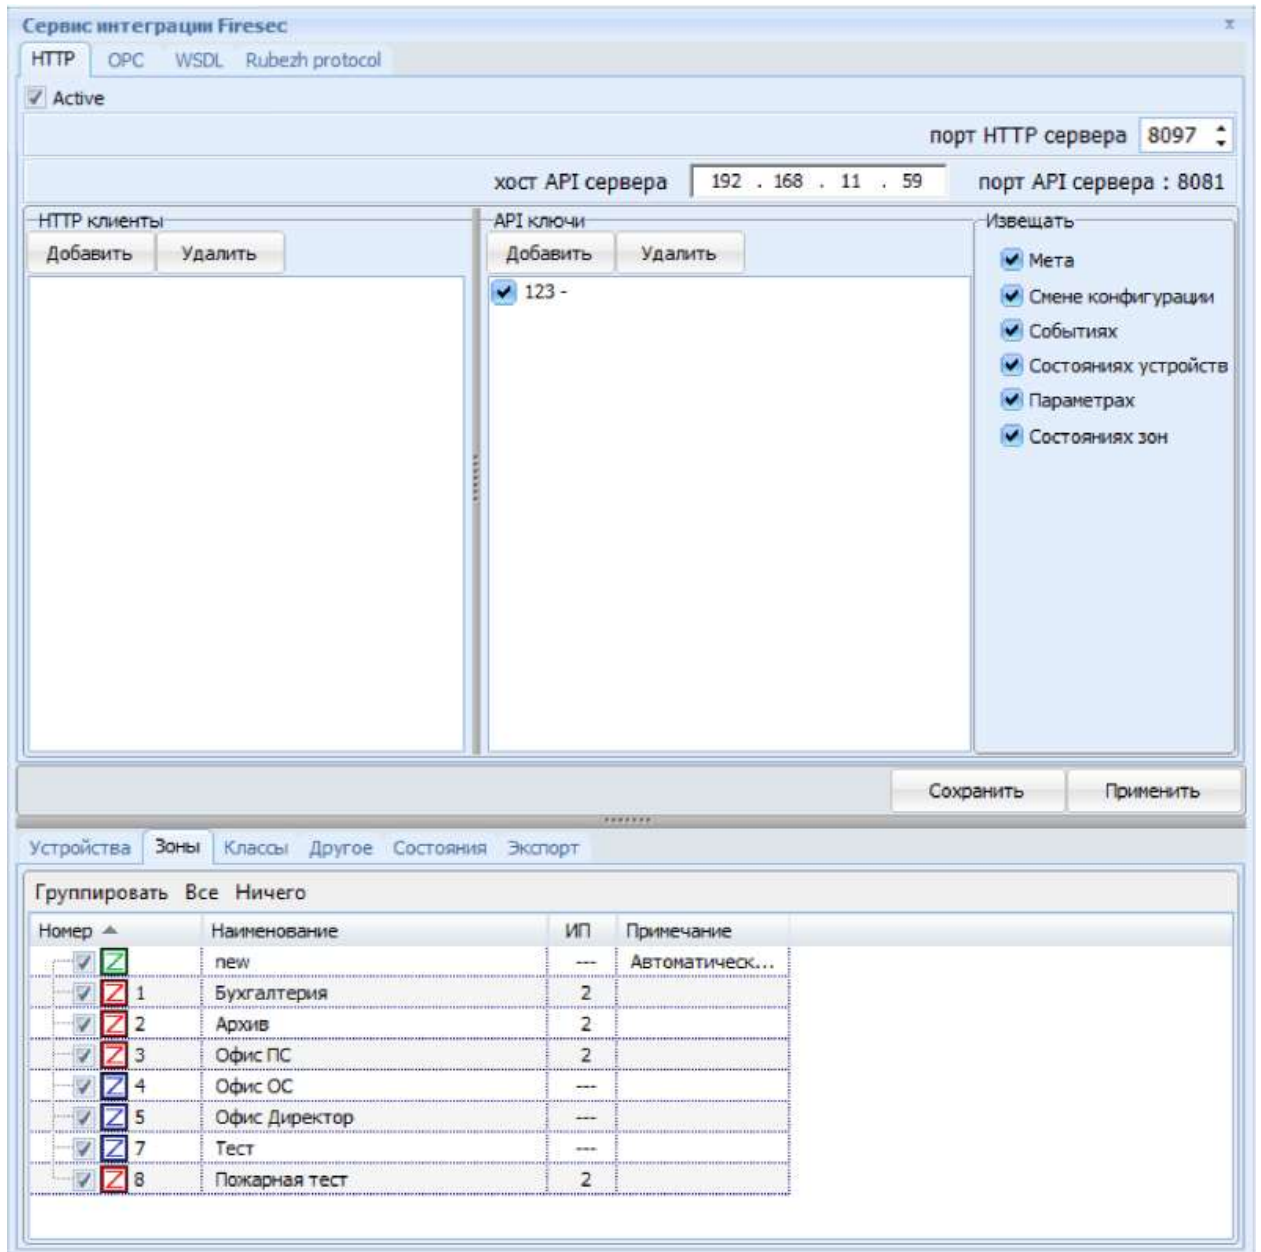 Сервис интеграции Firesec
HTTP OPC WSDL Rubezh protocol
Active
порт HTTP сервера 8097
хост API сервера 192 . 168 . 11 . 59 порт API сервера : 8081
HTTP клиенты API ключи Извещать
Добавить Удалить Добавить Удалить
Мета
123 -
Смене конфигурации
Событиях
Состояниях устройств
Параметрах
Состояниях зон
Сохранить Применить
Устройства Зоны Классы Другое Состояния Экспорт
Группировать Все Ничего
Номер Наименование ИП Примечание
Z new --- Автоматическ...
Z 1 Бухгалтерия 2
Z 2 Архив 2
Z 3 Офис ПС 2
Z 4 Офис ОС ---
Z 5 Офис Директор ---
Z 7 Тест ---
Z 8 Пожарная тест 2